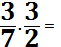 3/7 . 3/2 =